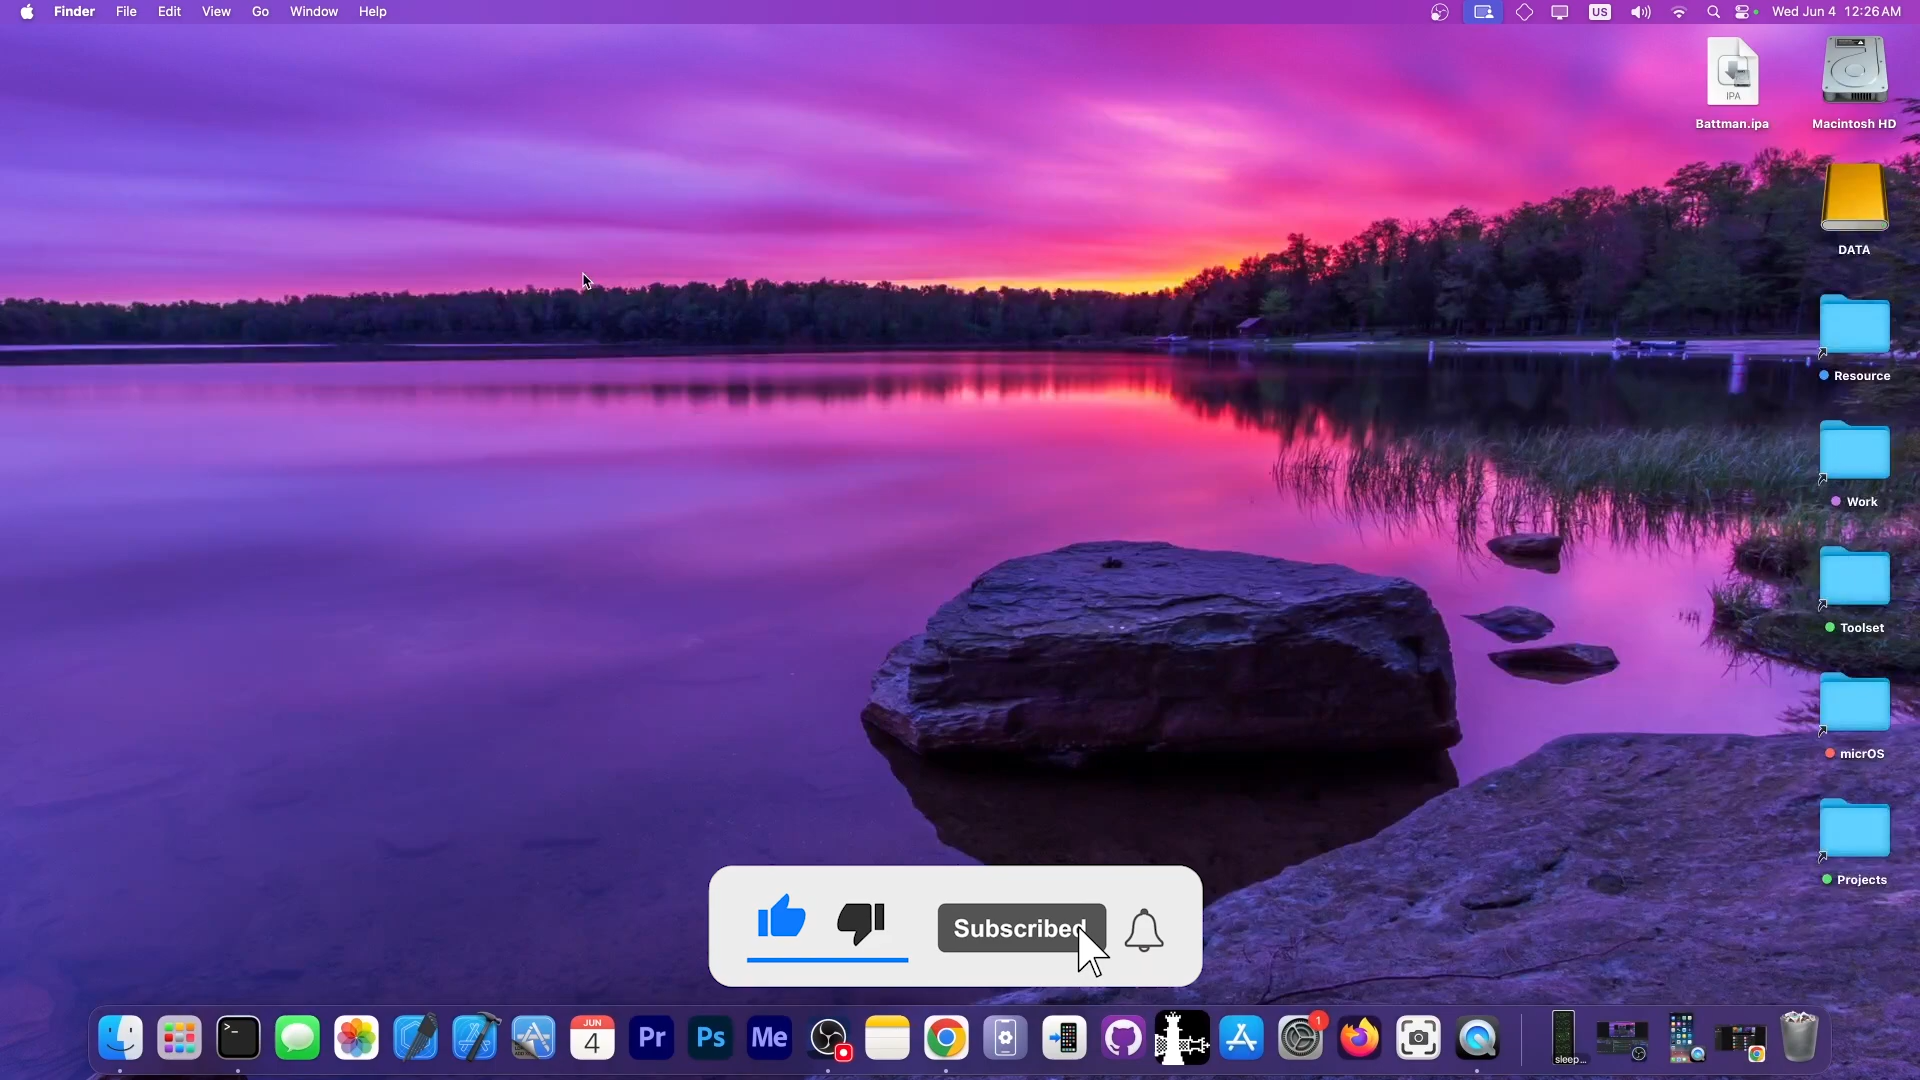 Finder File Edit View Go Window Help
US
Wed Jun 4 12:26 AM
IPA
Battman.ipa
Macintosh HD
DATA
Resource
Work
Toolset
micrOS
Projects
Subscribed
>_
JUN
4
Pr
Ps
Me
1
sleep...